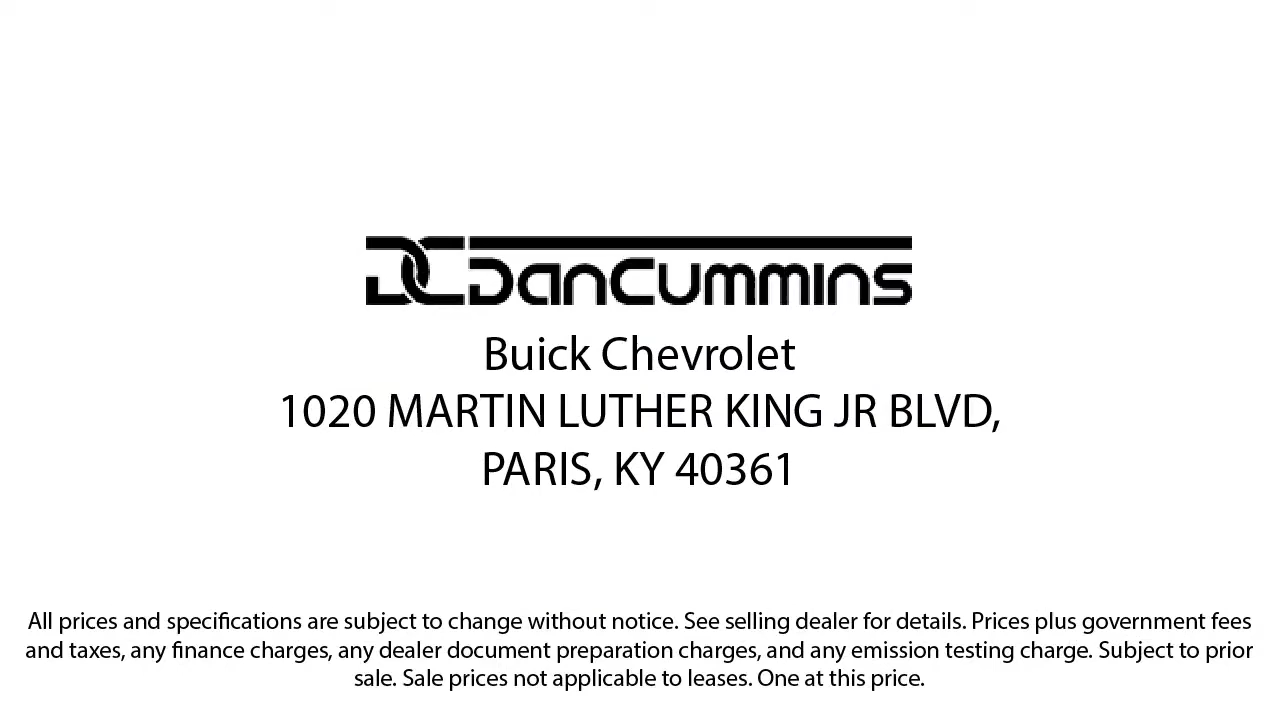 DC DanCummins
Buick Chevrolet
1020 MARTIN LUTHER KING JR BLVD,
PARIS, KY 40361
All prices and specifications are subject to change without notice. See selling dealer for details. Prices plus government fees
and taxes, any finance charges, any dealer document preparation charges, and any emission testing charge. Subject to prior
sale. Sale prices not applicable to leases. One at this price.